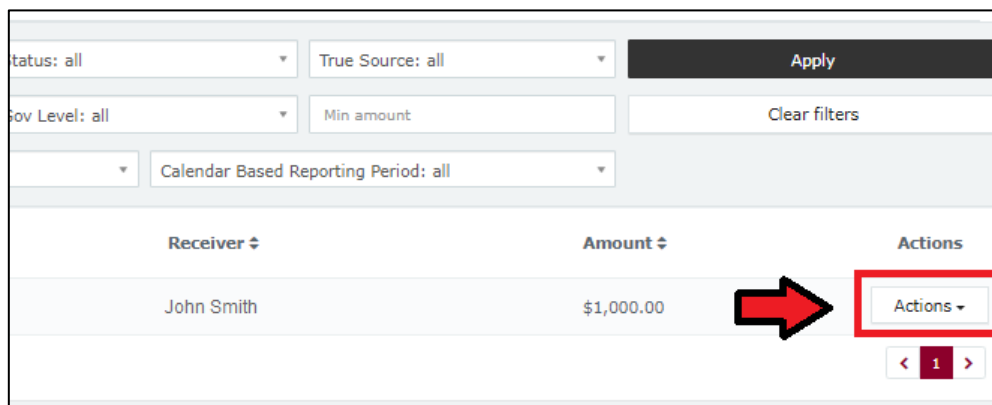 Status: all True Source: all Apply
Gov Level: all Min amount Clear filters
Calendar Based Reporting Period: all
Receiver Amount Actions
John Smith $1,000.00 Actions
1